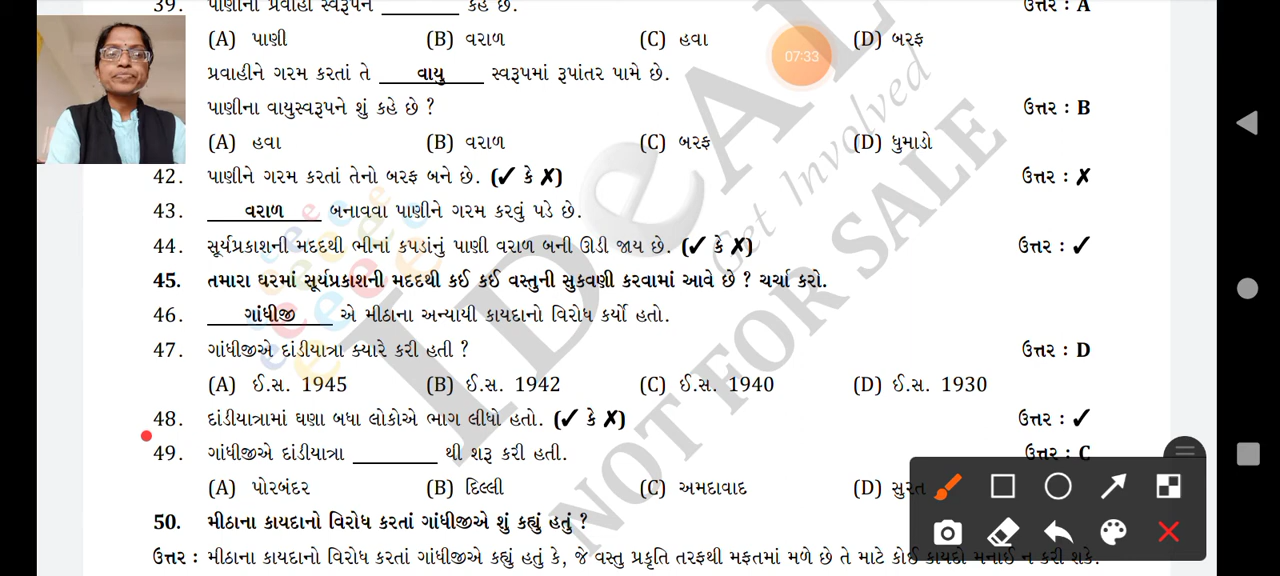 39. પાણીના પ્રવાહી સ્વરૂપને ________ કહે છે. ઉત્તર : A
(A) પાણી (B) વરાળ (C) હવા (D) બરફ
07:33
પ્રવાહીને ગરમ કરતાં તે વાયુ સ્વરૂપમાં રૂપાંતર પામે છે.
પાણીના વાયુસ્વરૂપને શું કહે છે ? ઉત્તર : B
(A) હવા (B) વરાળ (C) બરફ (D) ધુમાડો
42. પાણીને ગરમ કરતાં તેનો બરફ બને છે. (✓ કે ✗) ઉત્તર : ✗
43. વરાળ બનાવવા પાણીને ગરમ કરવું પડે છે.
44. સૂર્યપ્રકાશની મદદથી ભીનાં કપડાંનું પાણી વરાળ બની ઊડી જાય છે. (✓ કે ✗) ઉત્તર : ✓
45. તમારા ઘરમાં સૂર્યપ્રકાશની મદદથી કઈ કઈ વસ્તુની સુકવણી કરવામાં આવે છે ? ચર્ચા કરો.
46. ગાંધીજી એ મીઠાના અન્યાયી કાયદાનો વિરોધ કર્યો હતો.
47. ગાંધીજીએ દાંડીયાત્રા ક્યારે કરી હતી ? ઉત્તર : D
(A) ઈ.સ. 1945 (B) ઈ.સ. 1942 (C) ઈ.સ. 1940 (D) ઈ.સ. 1930
48. દાંડીયાત્રામાં ઘણા બધા લોકોએ ભાગ લીધો હતો. (✓ કે ✗) ઉત્તર : ✓
49. ગાંધીજીએ દાંડીયાત્રા ________ થી શરૂ કરી હતી. ઉત્તર : C
(A) પોરબંદર (B) દિલ્લી (C) અમદાવાદ (D) સુરત
50. મીઠાના કાયદાનો વિરોધ કરતાં ગાંધીજીએ શું કહ્યું હતું ?
ઉત્તર : મીઠાના કાયદાનો વિરોધ કરતાં ગાંધીજીએ કહ્યું હતું કે, જે વસ્તુ પ્રકૃતિ તરફથી મફતમાં મળે છે તે માટે કોઈ કાયદો મનાઈ ન કરી શકે.
IDeAL
Get Involved
NOT FOR SALE